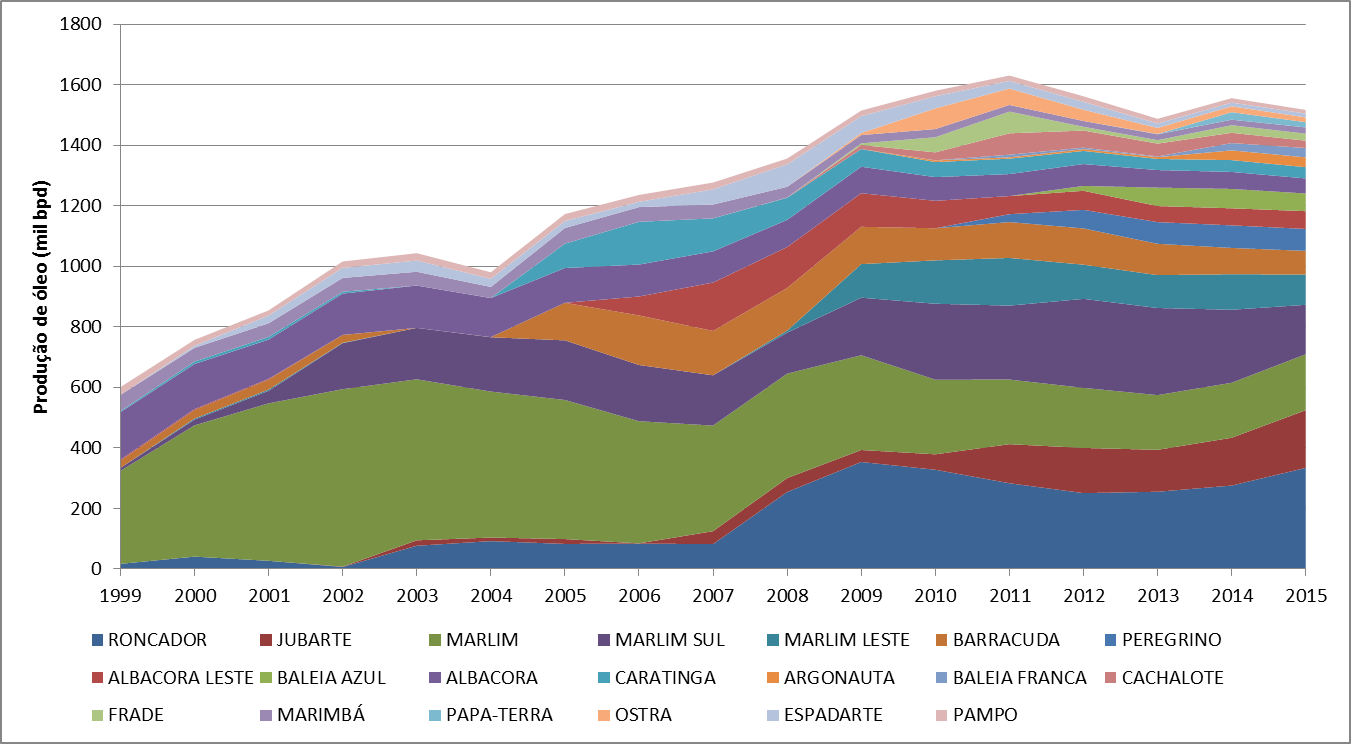 1800
1600
1400
1200
1000
800
600
400
200
0
Produção de óleo (mil bpd)
1999 2000 2001 2002 2003 2004 2005 2006 2007 2008 2009 2010 2011 2012 2013 2014 2015
RONCADOR JUBARTE MARLIM MARLIM SUL MARLIM LESTE BARRACUDA PEREGRINO
ALBACORA LESTE BALEIA AZUL ALBACORA CARATINGA ARGONAUTA BALEIA FRANCA CACHALOTE
FRADE MARIMBÁ PAPA-TERRA OSTRA ESPADARTE PAMPO